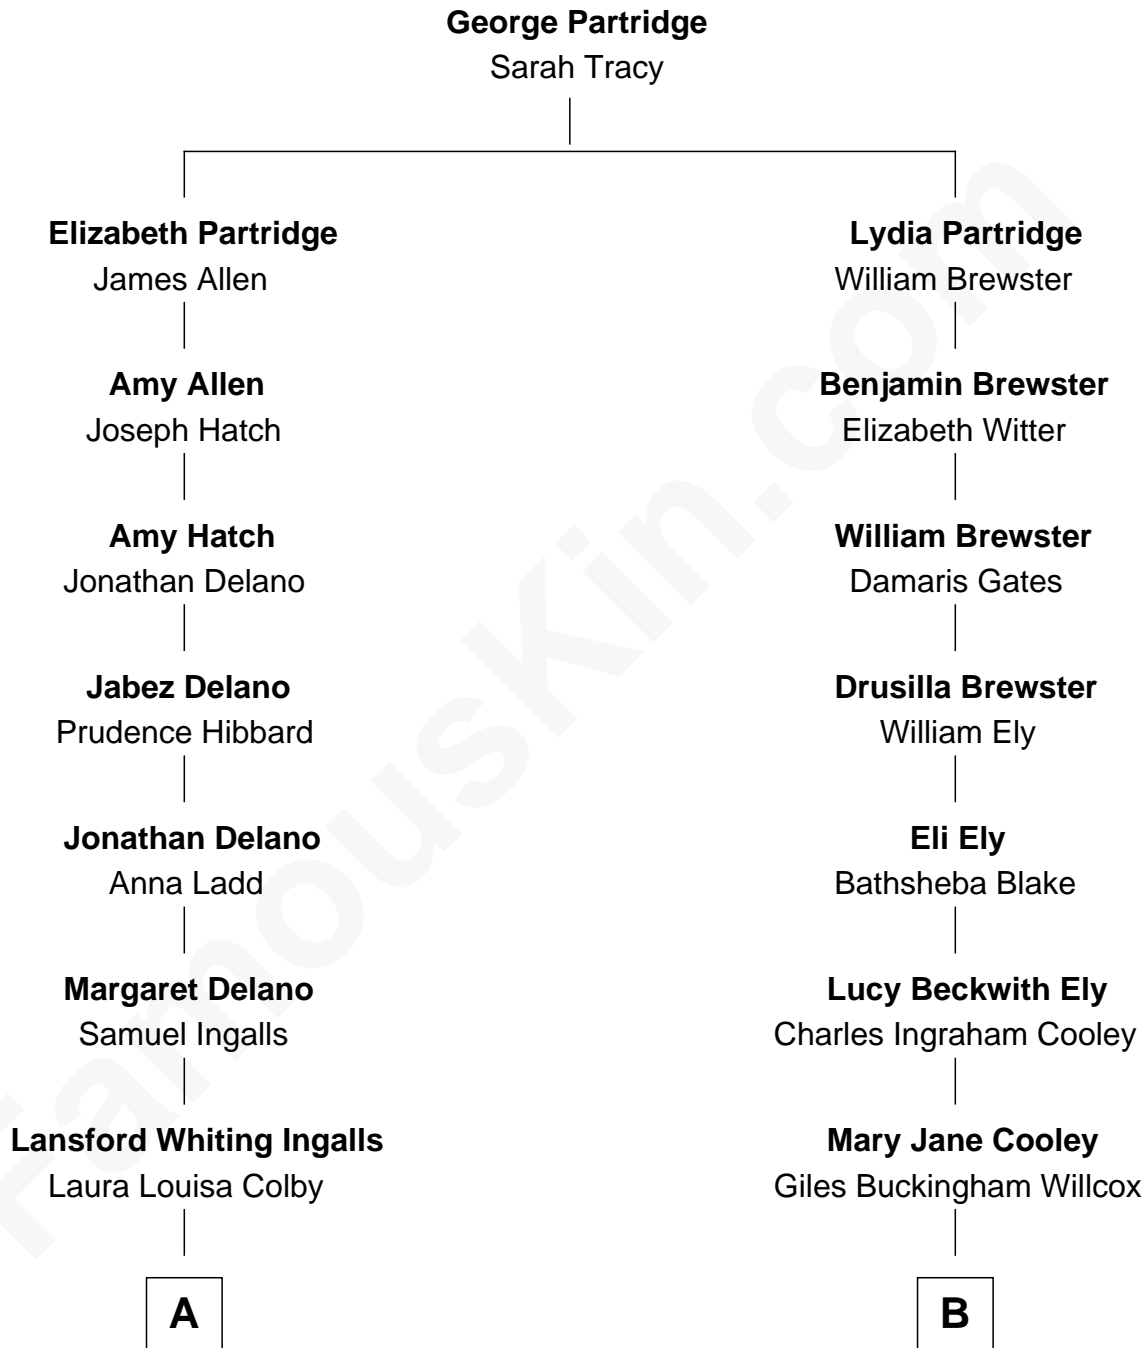 George Partridge
Sarah Tracy
Elizabeth Partridge
James Allen
Lydia Partridge
William Brewster
Amy Allen
Joseph Hatch
Benjamin Brewster
Elizabeth Witter
Amy Hatch
Jonathan Delano
William Brewster
Damaris Gates
Jabez Delano
Prudence Hibbard
Drusilla Brewster
William Ely
Jonathan Delano
Anna Ladd
Eli Ely
Bathsheba Blake
Margaret Delano
Samuel Ingalls
Lucy Beckwith Ely
Charles Ingraham Cooley
Lansford Whiting Ingalls
Laura Louisa Colby
Mary Jane Cooley
Giles Buckingham Willcox
A
B
FamousKin.com